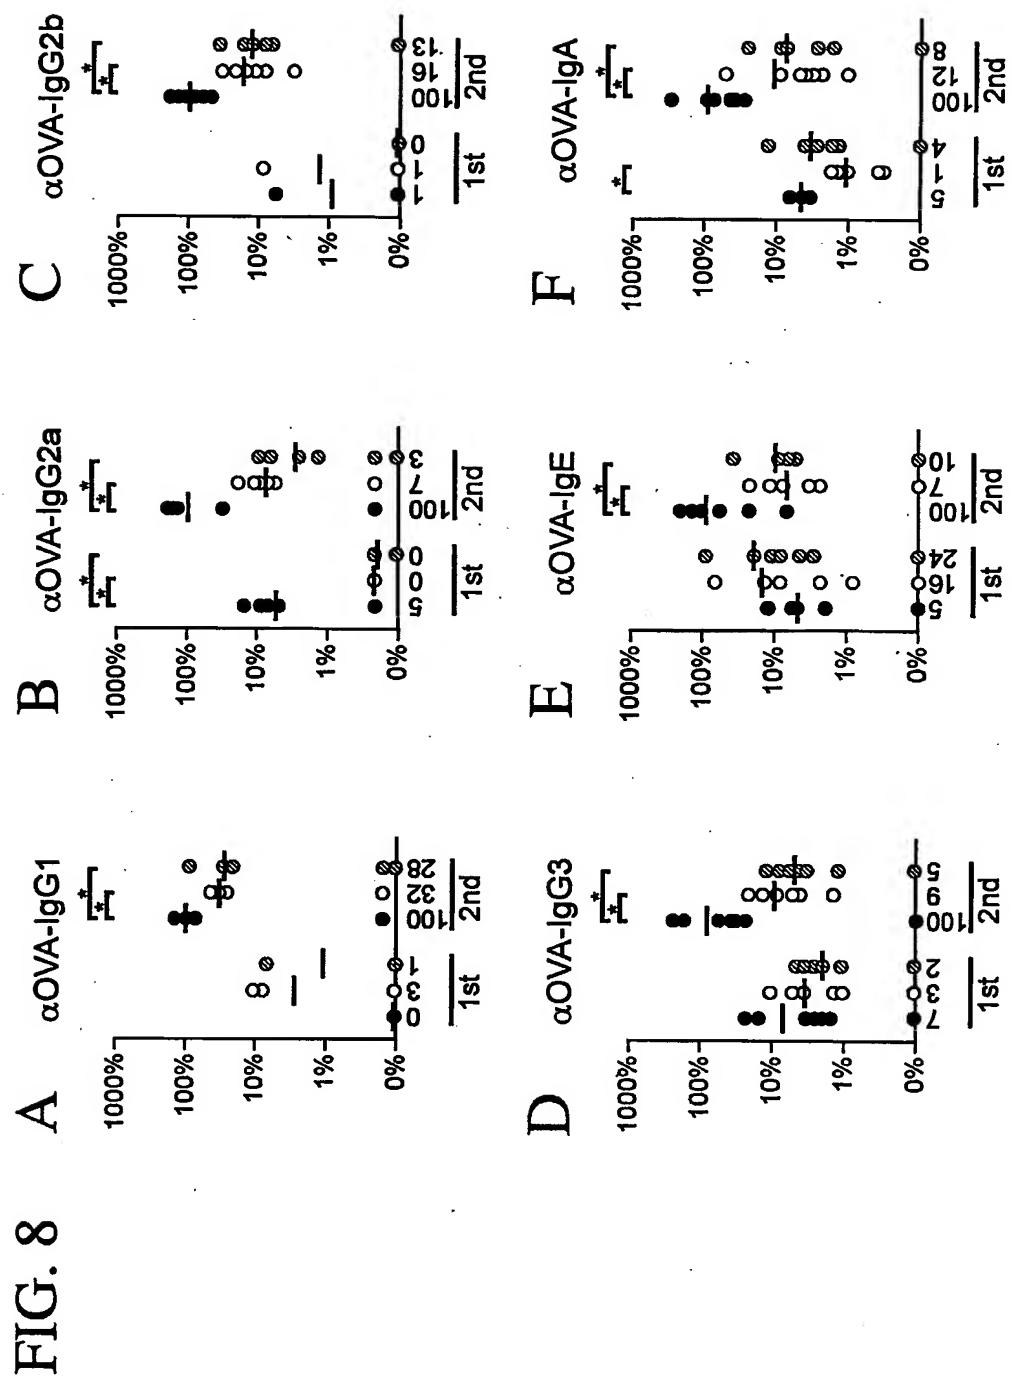 FIG. 8
A
αOVA-IgG1
1000%
100%
10%
1%
0%
* *
0 3 1 100 32 28
1st 2nd
B
αOVA-IgG2a
1000%
100%
10%
1%
0%
* * * *
5 0 0 100 7 3
1st 2nd
C
αOVA-IgG2b
1000%
100%
10%
1%
0%
* *
1 1 0 100 16 13
1st 2nd
D
αOVA-IgG3
1000%
100%
10%
1%
0%
* *
7 3 2 100 9 5
1st 2nd
E
αOVA-IgE
1000%
100%
10%
1%
0%
* *
5 16 24 100 7 10
1st 2nd
F
αOVA-IgA
1000%
100%
10%
1%
0%
* * *
5 1 4 100 12 8
1st 2nd